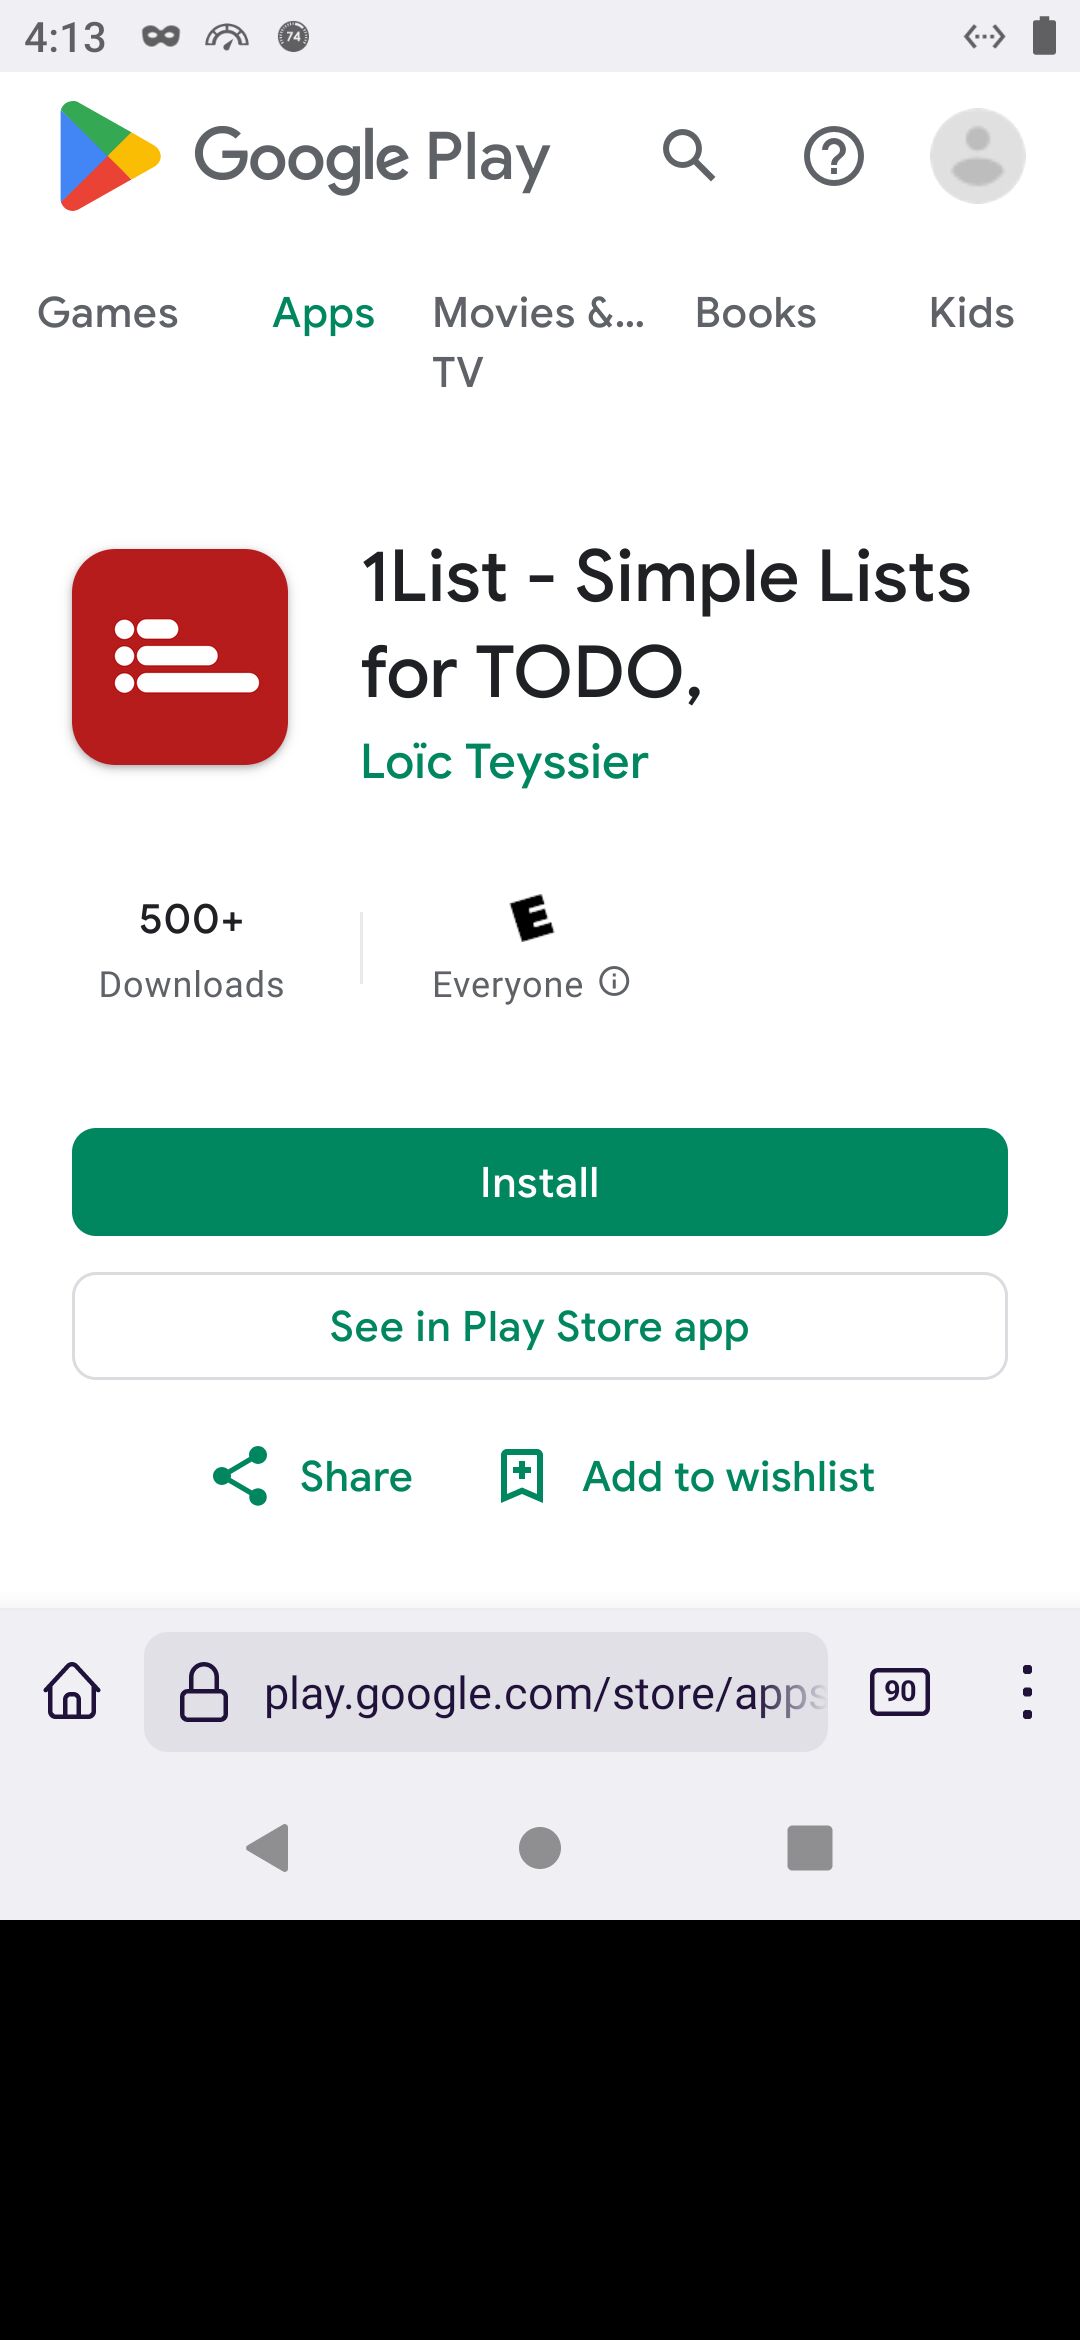 4:13
74
Google Play
Games
Apps
Movies &...
TV
Books
Kids
1List - Simple Lists
for TODO,
Loïc Teyssier
500+
Downloads
E
Everyone
Install
See in Play Store app
Share
Add to wishlist
play.google.com/store/apps
90